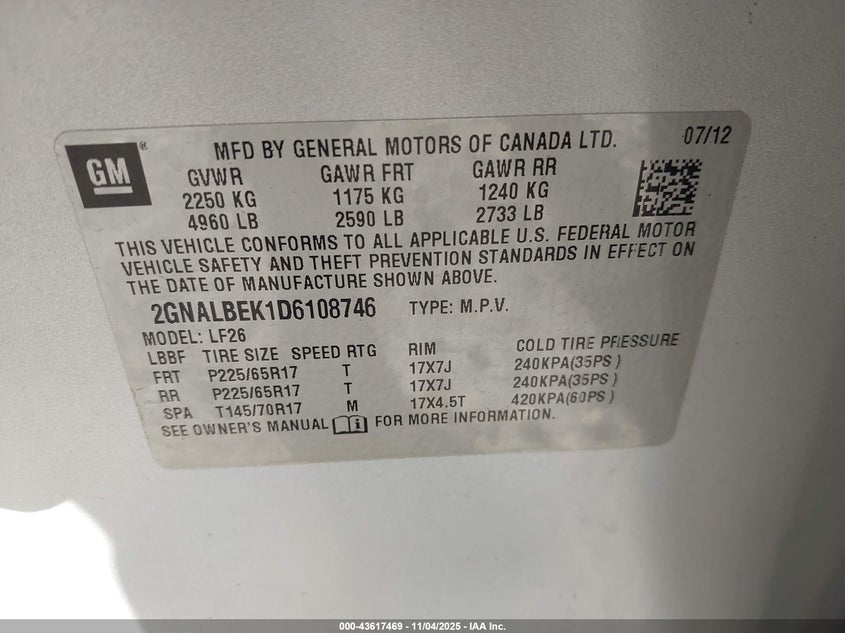 GM ®
MFD BY GENERAL MOTORS OF CANADA LTD. 07/12
GVWR GAWR FRT GAWR RR
2250 KG 1175 KG 1240 KG
4960 LB 2590 LB 2733 LB
THIS VEHICLE CONFORMS TO ALL APPLICABLE U.S. FEDERAL MOTOR
VEHICLE SAFETY AND THEFT PREVENTION STANDARDS IN EFFECT ON
THE DATE OF MANUFACTURE SHOWN ABOVE.
2GNALBEK1D6108746 TYPE: M.P.V.
MODEL: LF26
LBBF TIRE SIZE SPEED RTG RIM COLD TIRE PRESSURE
FRT P225/65R17 T 17X7J 240KPA(35PS )
RR P225/65R17 T 17X7J 240KPA(35PS )
SPA T145/70R17 M 17X4.5T 420KPA(60PS )
SEE OWNER'S MANUAL i FOR MORE INFORMATION.
000-43617469 - 11/04/2025 - IAA Inc.